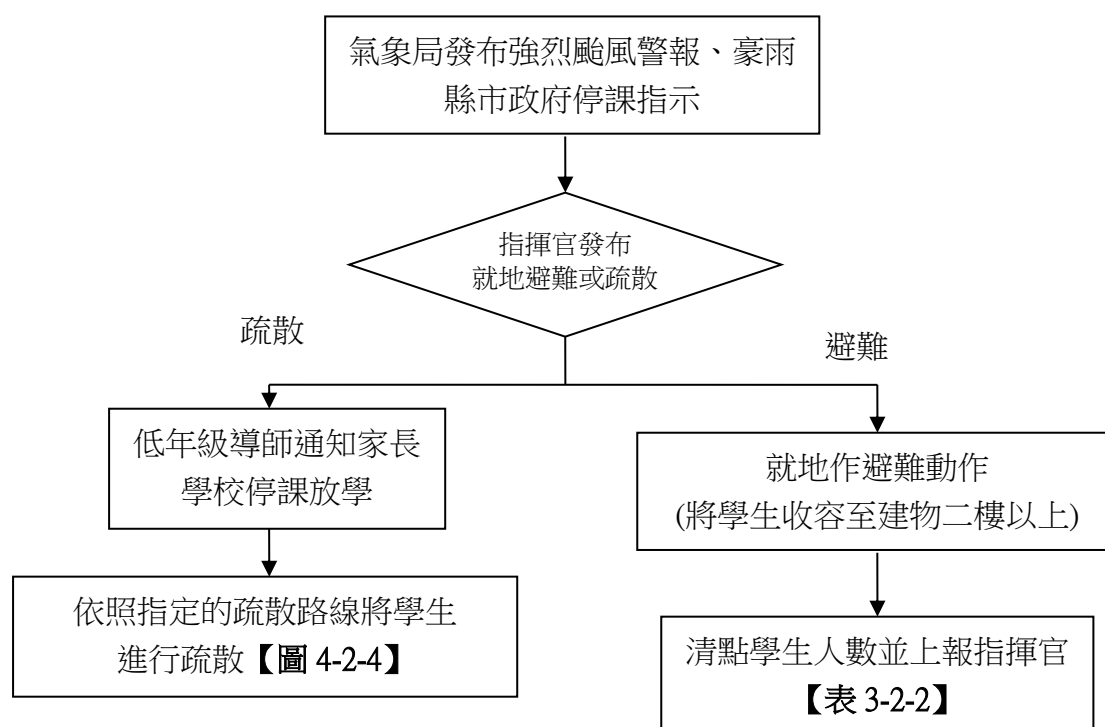 氣象局發布強烈颱風警報、豪雨
縣市政府停課指示
指揮官發布
就地避難或疏散
疏散
避難
低年級導師通知家長
學校停課放學
就地作避難動作
(將學生收容至建物二樓以上)
依照指定的疏散路線將學生
進行疏散【圖 4-2-4】
清點學生人數並上報指揮官
【表 3-2-2】